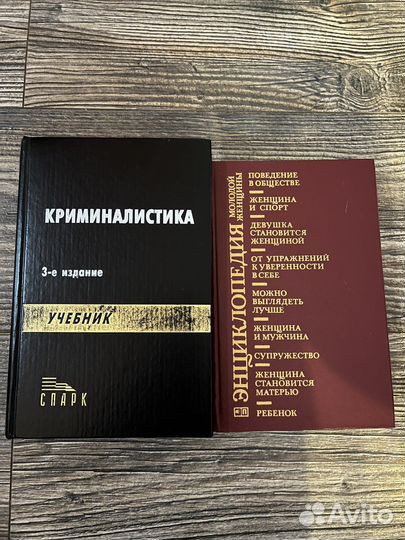 КРИМИНАЛИСТИКА
3-е издание
УЧЕБНИК
СПАРК
ЭНЦИКЛОПЕДИЯ
МОЛОДОЙ
ЖЕНЩИНЫ
ПОВЕДЕНИЕ
В ОБЩЕСТВЕ
ЖЕНЩИНА
И СПОРТ
ДЕВУШКА
СТАНОВИТСЯ
ЖЕНЩИНОЙ
ОТ УПРАЖНЕНИЙ
К УВЕРЕННОСТИ
В СЕБЕ
МОЖНО
ВЫГЛЯДЕТЬ
ЛУЧШЕ
ЖЕНЩИНА
И МУЖЧИНА
СУПРУЖЕСТВО
ЖЕНЩИНА
СТАНОВИТСЯ
МАТЕРЬЮ
РЕБЕНОК
Avito